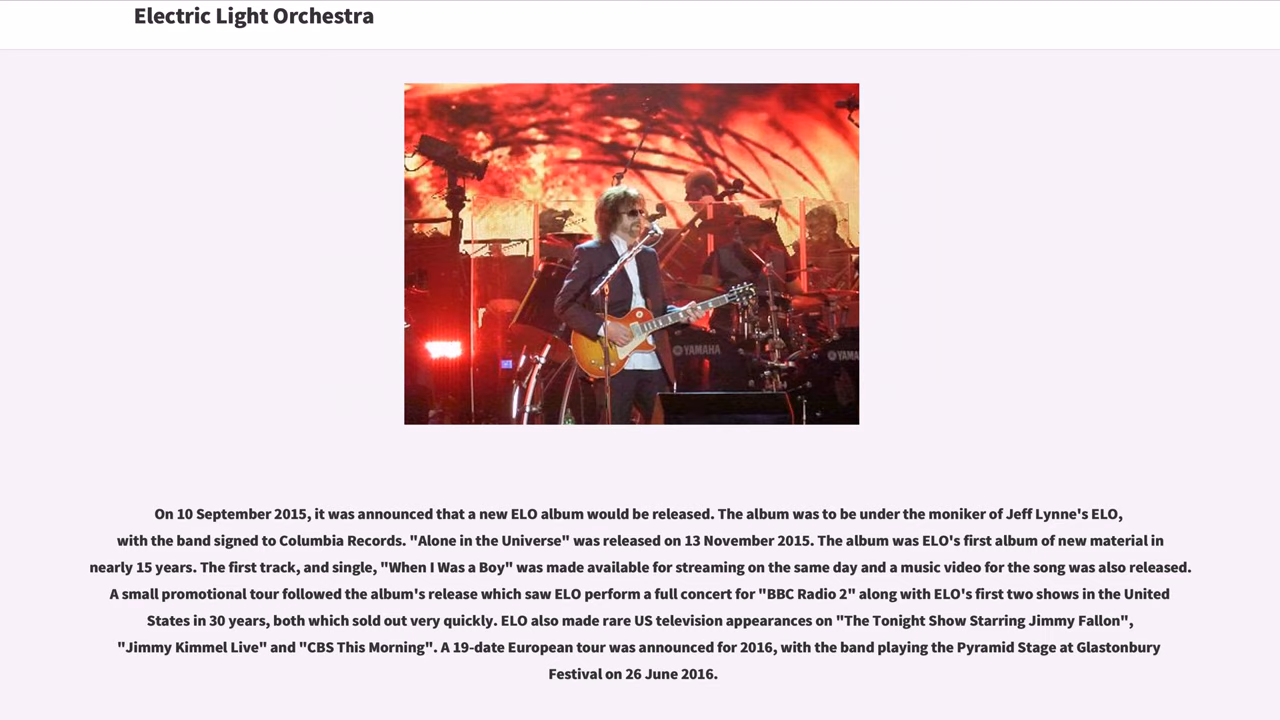 Electric Light Orchestra
YAMAHA
YAMA
On 10 September 2015, it was announced that a new ELO album would be released. The album was to be under the moniker of Jeff Lynne's ELO,
with the band signed to Columbia Records. "Alone in the Universe" was released on 13 November 2015. The album was ELO's first album of new material in
nearly 15 years. The first track, and single, "When I Was a Boy" was made available for streaming on the same day and a music video for the song was also released.
A small promotional tour followed the album's release which saw ELO perform a full concert for "BBC Radio 2" along with ELO's first two shows in the United
States in 30 years, both which sold out very quickly. ELO also made rare US television appearances on "The Tonight Show Starring Jimmy Fallon",
"Jimmy Kimmel Live" and "CBS This Morning". A 19-date European tour was announced for 2016, with the band playing the Pyramid Stage at Glastonbury
Festival on 26 June 2016.